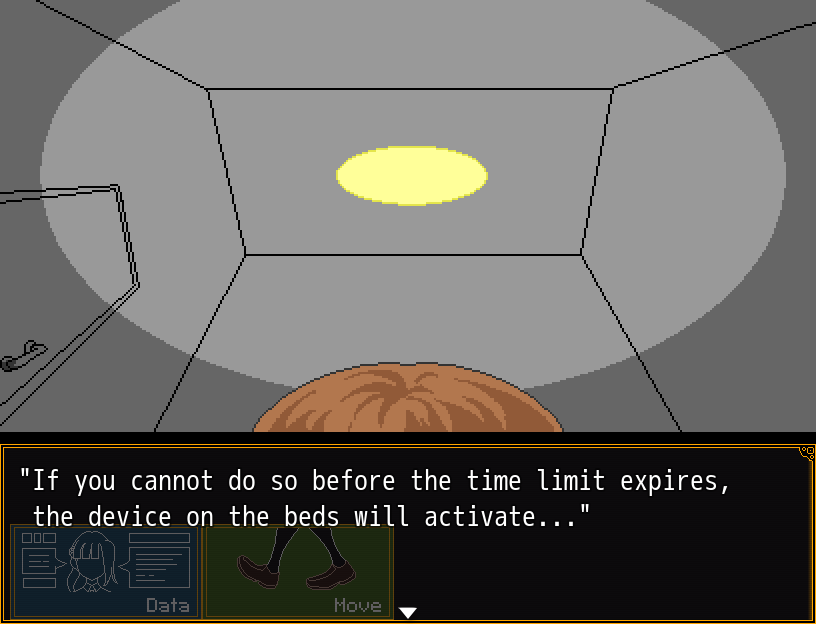 "If you cannot do so before the time limit expires,
the device on the beds will activate..."
Data
Move